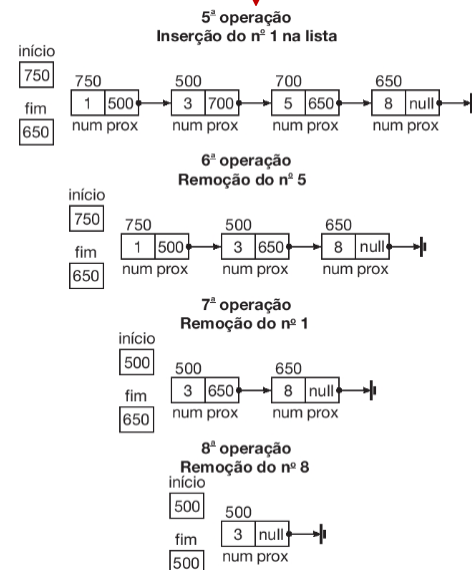 5ª operação
Inserção do nº 1 na lista
início
750
fim
650
750 500 700 650
1 500 3 700 5 650 8 null
num prox num prox num prox num prox
6ª operação
Remoção do nº 5
início
750
fim
650
750 500 650
1 500 3 650 8 null
num prox num prox num prox
7ª operação
Remoção do nº 1
início
500
fim
650
500 650
3 650 8 null
num prox num prox
8ª operação
Remoção do nº 8
início
500
fim
500
500
3 null
num prox